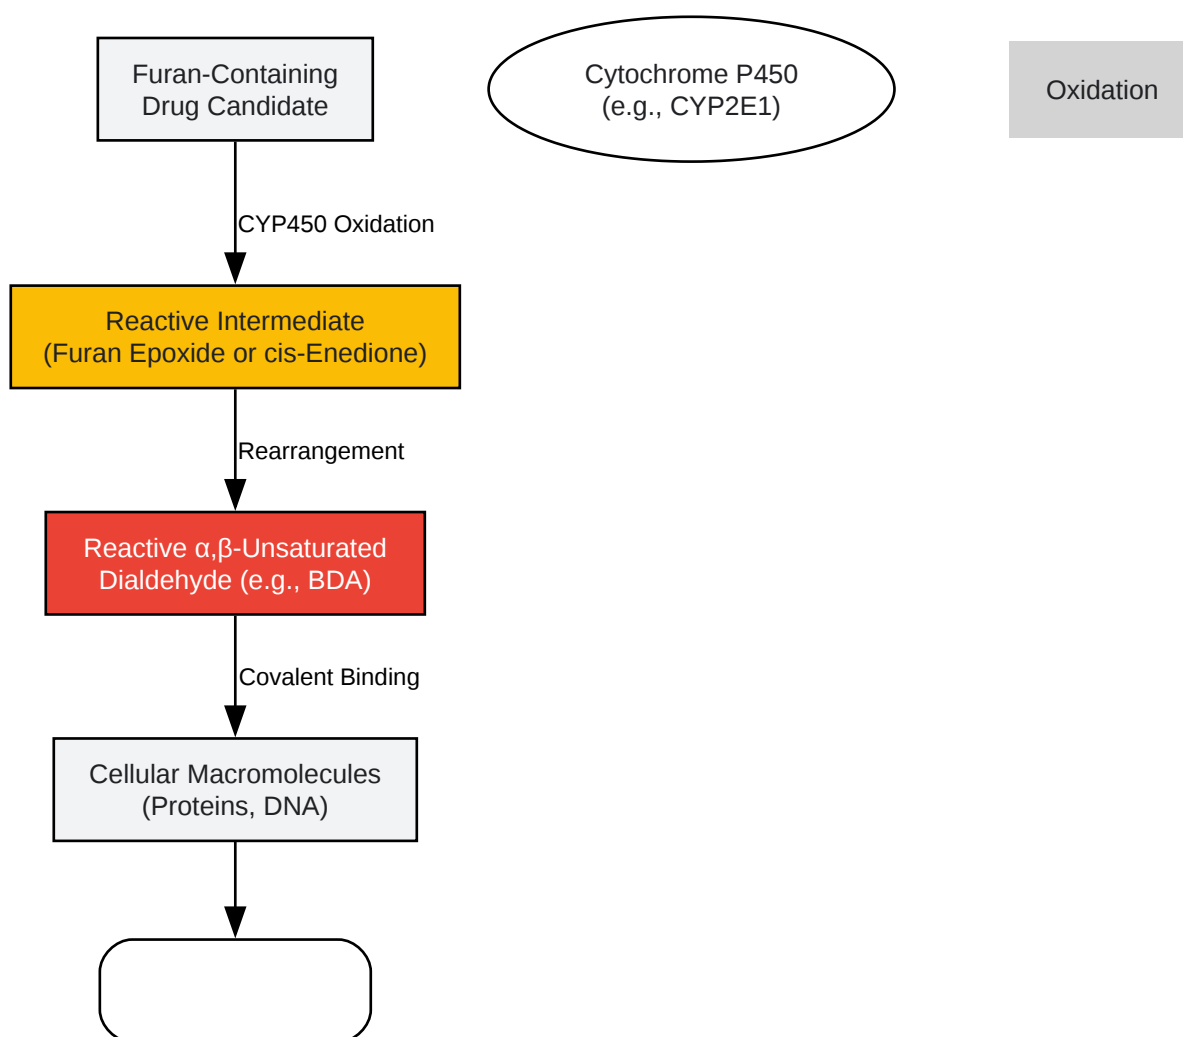 Furan-Containing
Drug Candidate
Cytochrome P450
(e.g., CYP2E1)
Oxidation
CYP450 Oxidation
Reactive Intermediate
(Furan Epoxide or cis-Enedione)
Rearrangement
Reactive α,β-Unsaturated
Dialdehyde (e.g., BDA)
Covalent Binding
Cellular Macromolecules
(Proteins, DNA)